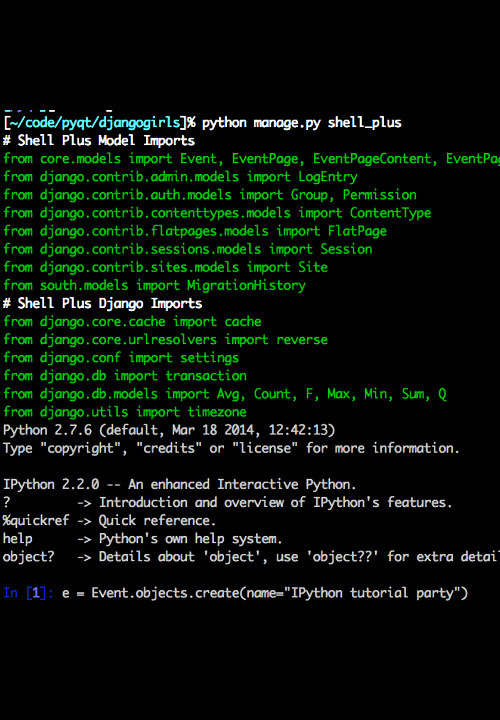 [~/code/pyqt/djangogirls]% python manage.py shell_plus
# Shell Plus Model Imports
from core.models import Event, EventPage, EventPageContent, EventPag
from django.contrib.admin.models import LogEntry
from django.contrib.auth.models import Group, Permission
from django.contrib.contenttypes.models import ContentType
from django.contrib.flatpages.models import FlatPage
from django.contrib.sessions.models import Session
from django.contrib.sites.models import Site
from south.models import MigrationHistory
# Shell Plus Django Imports
from django.core.cache import cache
from django.core.urlresolvers import reverse
from django.conf import settings
from django.db import transaction
from django.db.models import Avg, Count, F, Max, Min, Sum, Q
from django.utils import timezone
Python 2.7.6 (default, Mar 18 2014, 12:42:13)
Type "copyright", "credits" or "license" for more information.
IPython 2.2.0 -- An enhanced Interactive Python.
?         -> Introduction and overview of IPython's features.
%quickref -> Quick reference.
help      -> Python's own help system.
object?   -> Details about 'object', use 'object??' for extra detai
In [1]: e = Event.objects.create(name="IPython tutorial party")